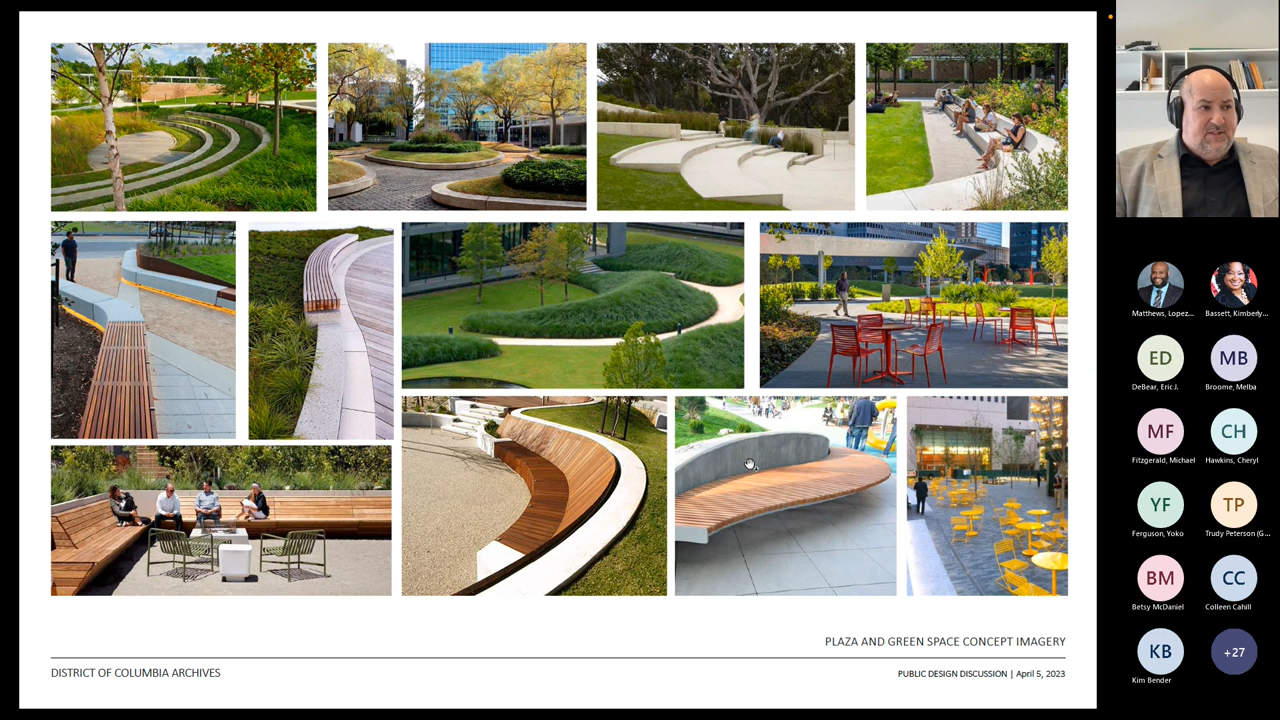 PLAZA AND GREEN SPACE CONCEPT IMAGERY
DISTRICT OF COLUMBIA ARCHIVES
PUBLIC DESIGN DISCUSSION | April 5, 2023
Matthews, Lopez...
Bassett, Kimberly...
ED
MB
DeBear, Eric J.
Broome, Melba
MF
CH
Fitzgerald, Michael
Hawkins, Cheryl
YF
TP
Ferguson, Yoko
Trudy Peterson (G...
BM
CC
Betsy McDaniel
Colleen Cahill
KB
+27
Kim Bender